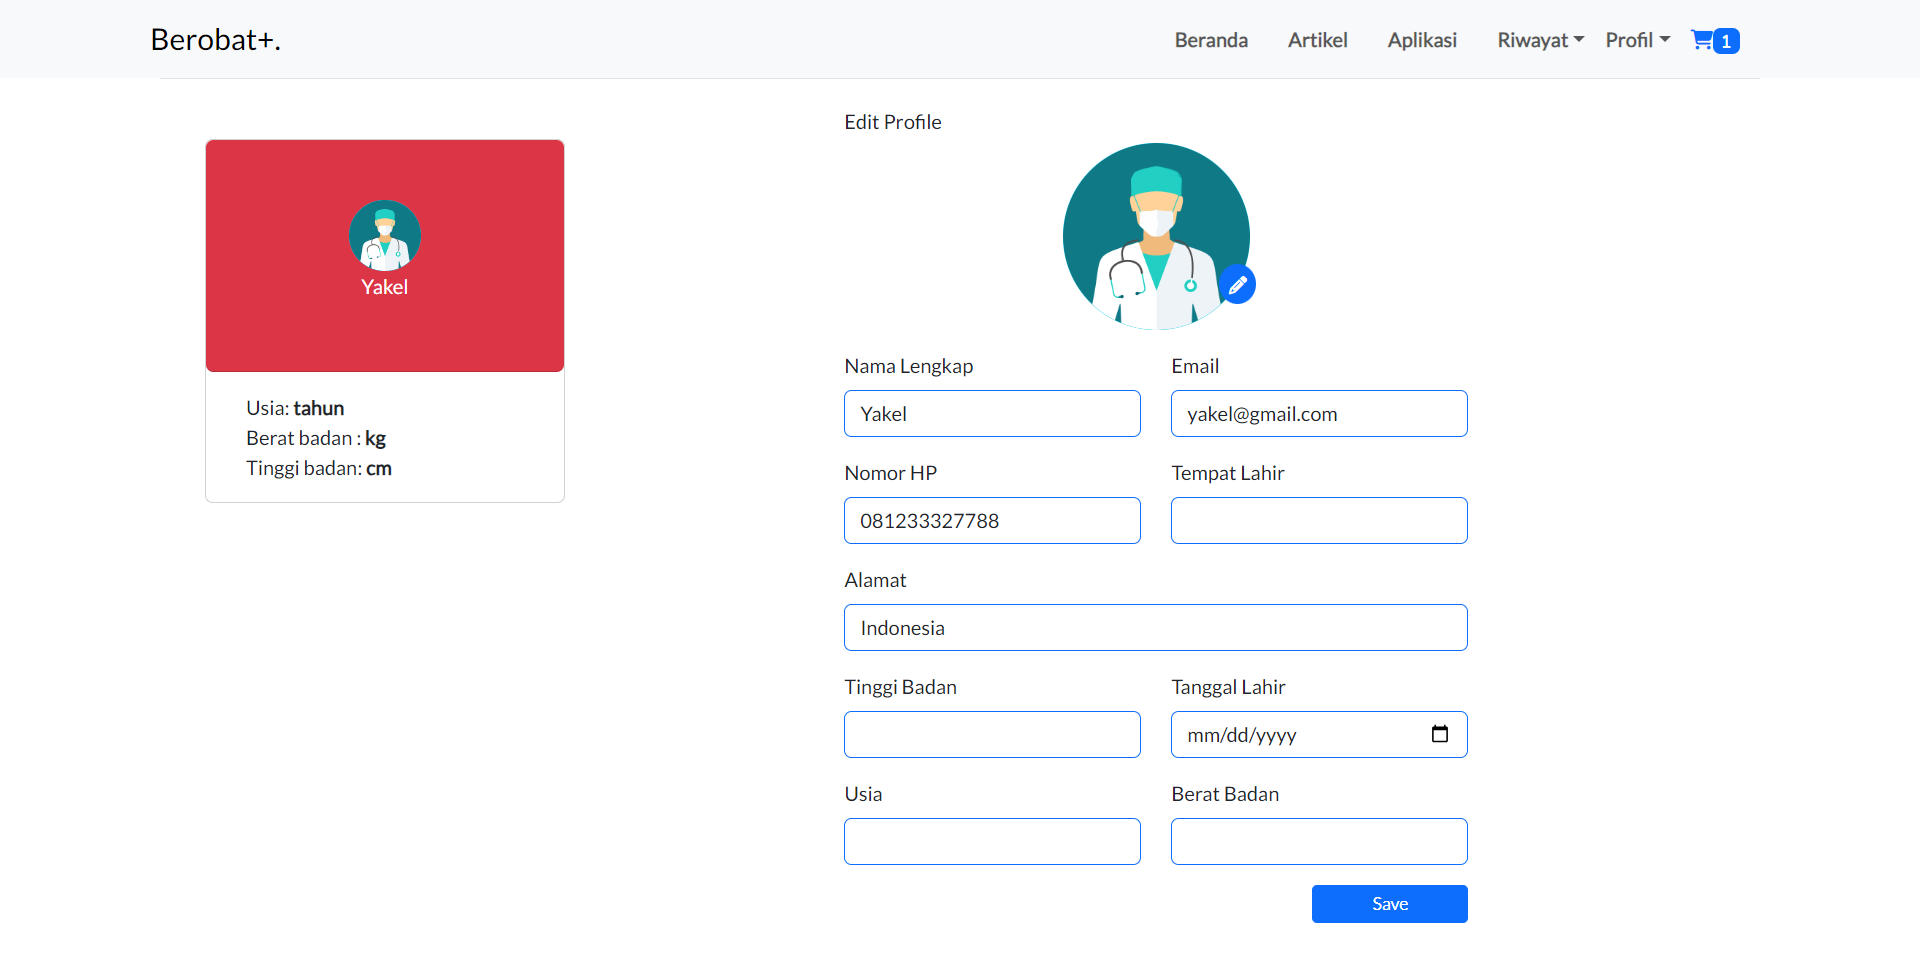 Berobat+.
Beranda Artikel Aplikasi Riwayat Profil 1
Yakel
Usia: tahun
Berat badan : kg
Tinggi badan: cm
Edit Profile
Nama Lengkap Email
Yakel yakel@gmail.com
Nomor HP Tempat Lahir
081233327788
Alamat
Indonesia
Tinggi Badan Tanggal Lahir
mm/dd/yyyy
Usia Berat Badan
Save